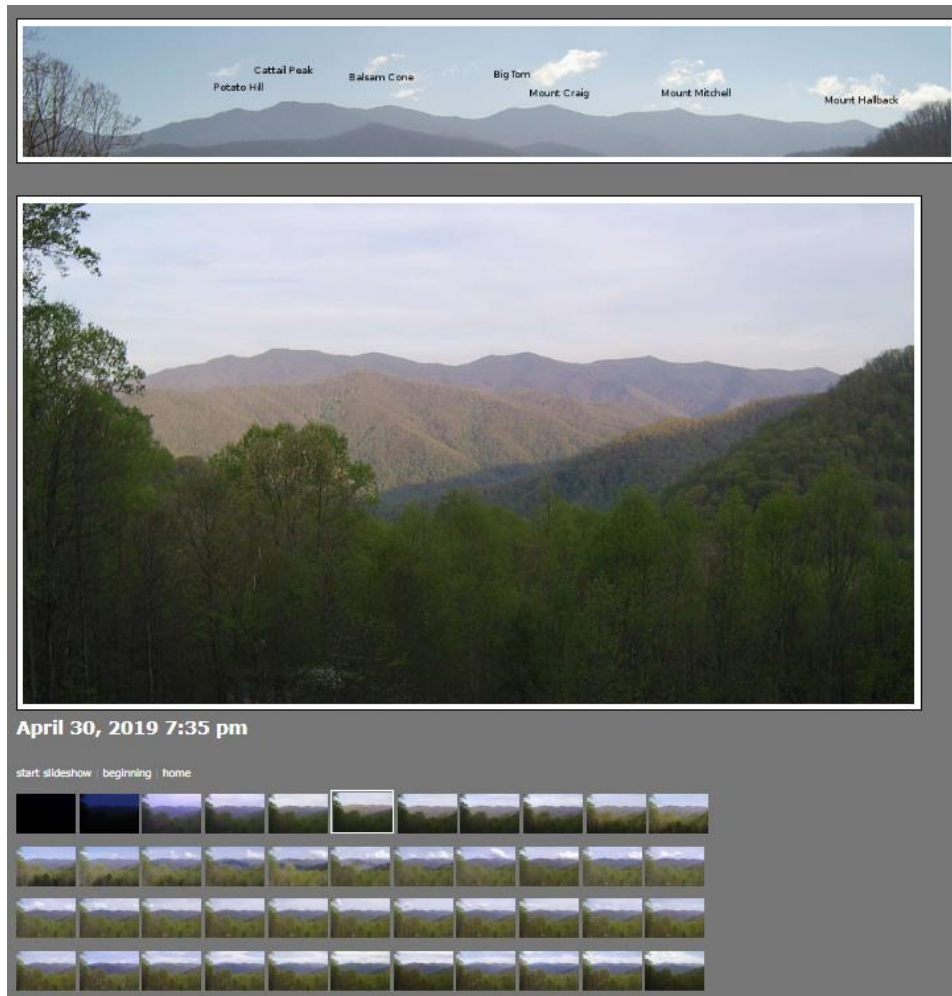 Cattail Peak
Potato Hill
Balsam Cone
Big Tom
Mount Craig
Mount Mitchell
Mount Hallback
April 30, 2019 7:35 pm
start slideshow | beginning | home